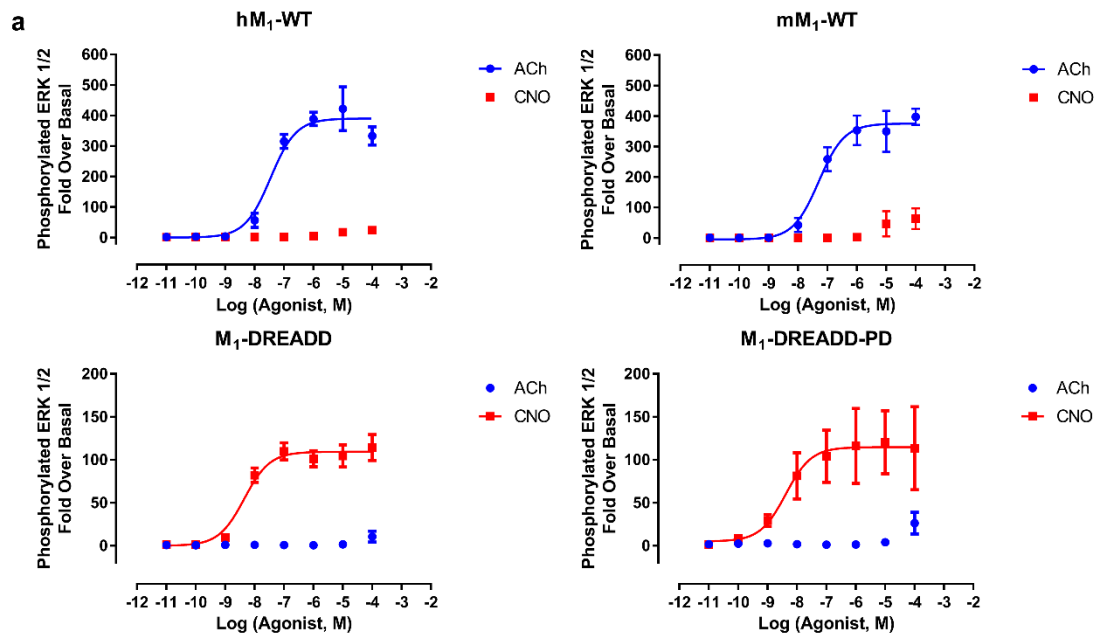 a
hM₁-WT
Phosphorylated ERK 1/2
Fold Over Basal
600
500
400
300
200
100
0
-12 -11 -10 -9 -8 -7 -6 -5 -4 -3 -2
Log (Agonist, M)
ACh
CNO
mM₁-WT
Phosphorylated ERK 1/2
Fold Over Basal
600
500
400
300
200
100
0
-12 -11 -10 -9 -8 -7 -6 -5 -4 -3 -2
Log (Agonist, M)
ACh
CNO
M₁-DREADD
Phosphorylated ERK 1/2
Fold Over Basal
200
150
100
50
0
-12 -11 -10 -9 -8 -7 -6 -5 -4 -3 -2
Log (Agonist, M)
ACh
CNO
M₁-DREADD-PD
Phosphorylated ERK 1/2
Fold Over Basal
200
150
100
50
0
-12 -11 -10 -9 -8 -7 -6 -5 -4 -3 -2
Log (Agonist, M)
ACh
CNO